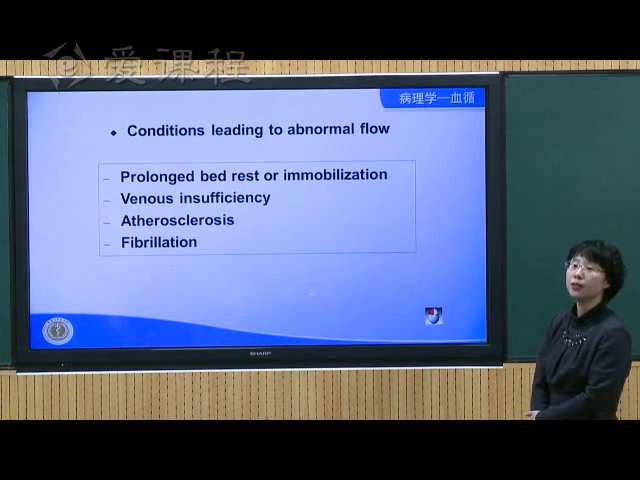 爱课程
病理学—血循
Conditions leading to abnormal flow
Prolonged bed rest or immobilization
Venous insufficiency
Atherosclerosis
Fibrillation
SHARP